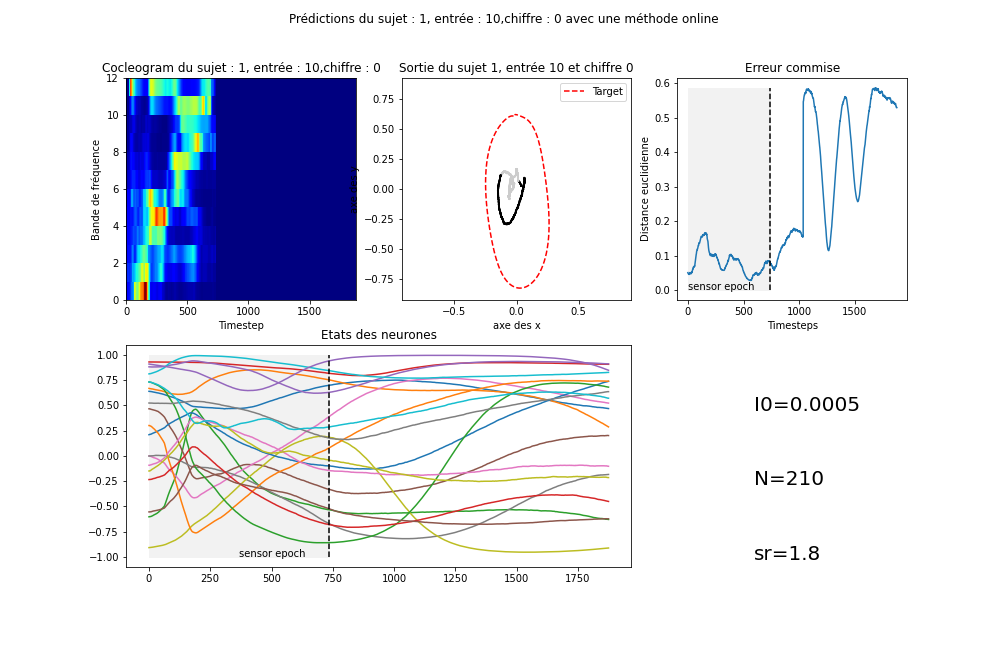 Prédictions du sujet : 1, entrée : 10,chiffre : 0 avec une méthode online
Cocleogram du sujet : 1, entrée : 10,chiffre : 0
Bande de fréquence
12
10
8
6
4
2
0
0 500 1000 1500
Timestep
Sortie du sujet 1, entrée 10 et chiffre 0
Target
0.75
0.50
0.25
0.00
−0.25
−0.50
−0.75
−0.5 0.0 0.5
axe des x
Erreur commise
Distance euclidienne
0.6
0.5
0.4
0.3
0.2
0.1
0.0
sensor epoch
0 500 1000 1500
Timesteps
Etats des neurones
1.00
0.75
0.50
0.25
0.00
−0.25
−0.50
−0.75
−1.00
sensor epoch
0 250 500 750 1000 1250 1500 1750
I0=0.0005
N=210
sr=1.8